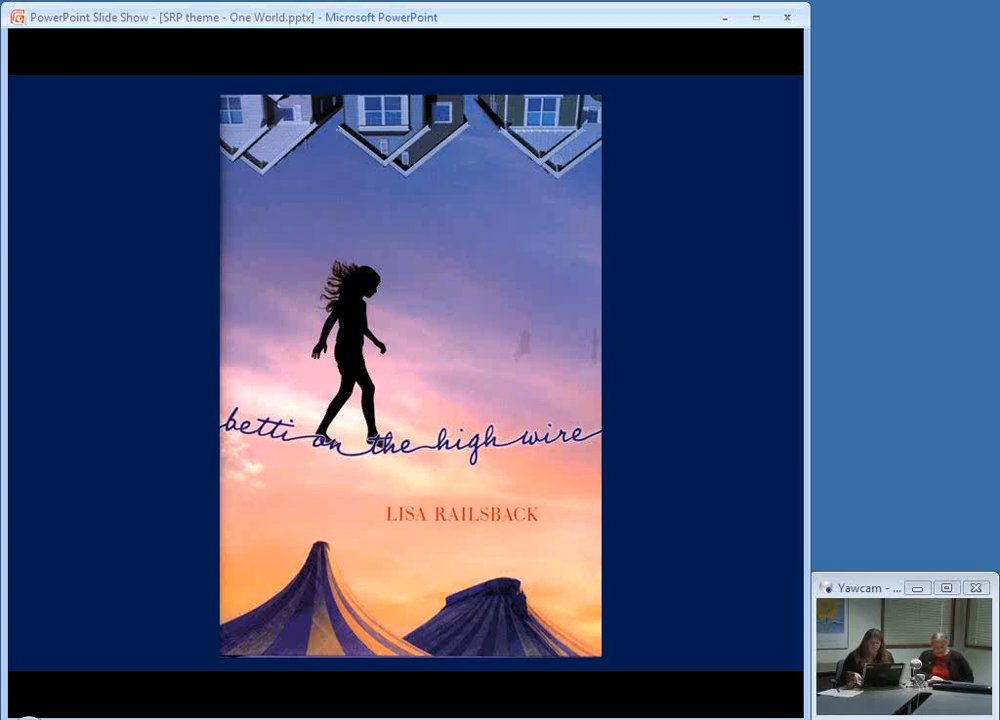 PowerPoint Slide Show - [SRP theme - One World.pptx] - Microsoft PowerPoint
betti on the high wire
LISA RAILSBACK
Yawcam - ...